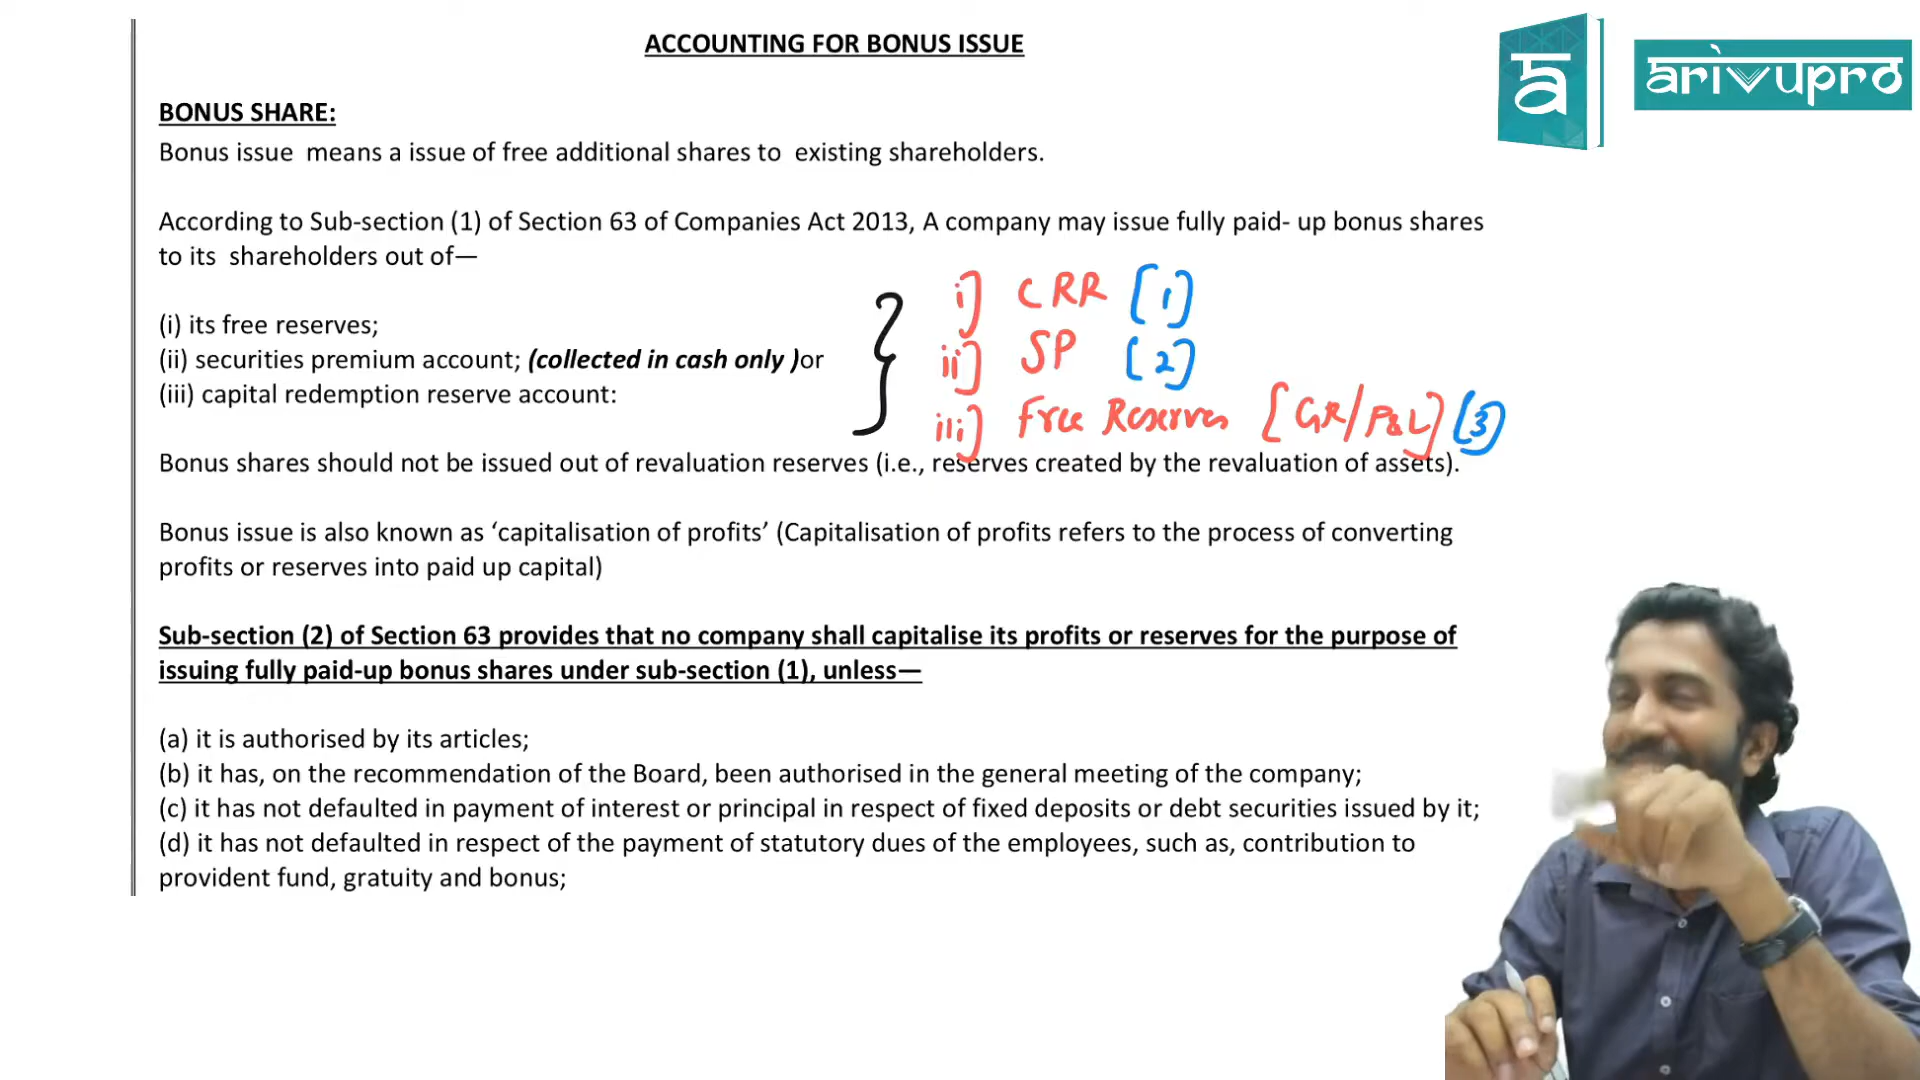 ACCOUNTING FOR BONUS ISSUE
a
arivupro
BONUS SHARE:
Bonus issue means a issue of free additional shares to existing shareholders.
According to Sub-section (1) of Section 63 of Companies Act 2013, A company may issue fully paid- up bonus shares
to its shareholders out of—
(i) its free reserves;
(ii) securities premium account; (collected in cash only )or
(iii) capital redemption reserve account:
i] CRR [1]
ii] SP [2]
iii] Free Reserves [GR/P&L] [3]
Bonus shares should not be issued out of revaluation reserves (i.e., reserves created by the revaluation of assets).
Bonus issue is also known as ‘capitalisation of profits’ (Capitalisation of profits refers to the process of converting
profits or reserves into paid up capital)
Sub-section (2) of Section 63 provides that no company shall capitalise its profits or reserves for the purpose of
issuing fully paid-up bonus shares under sub-section (1), unless—
(a) it is authorised by its articles;
(b) it has, on the recommendation of the Board, been authorised in the general meeting of the company;
(c) it has not defaulted in payment of interest or principal in respect of fixed deposits or debt securities issued by it;
(d) it has not defaulted in respect of the payment of statutory dues of the employees, such as, contribution to
provident fund, gratuity and bonus;